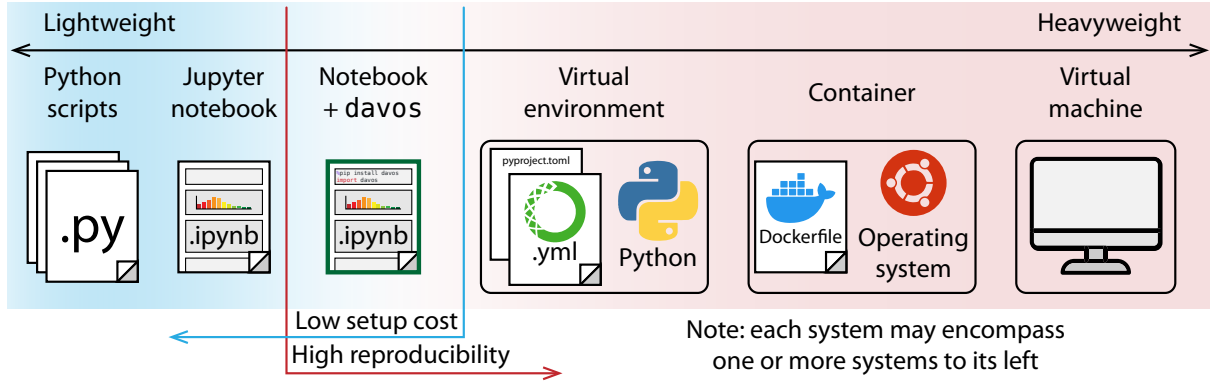 Lightweight
Heavyweight
Python
scripts
Jupyter
notebook
Notebook
+ davos
Virtual
environment
Container
Virtual
machine
.py
.ipynb
%pip install davos
import davos
.ipynb
pyproject.toml
.yml
Python
Dockerfile
Operating
system
Low setup cost
High reproducibility
Note: each system may encompass
one or more systems to its left